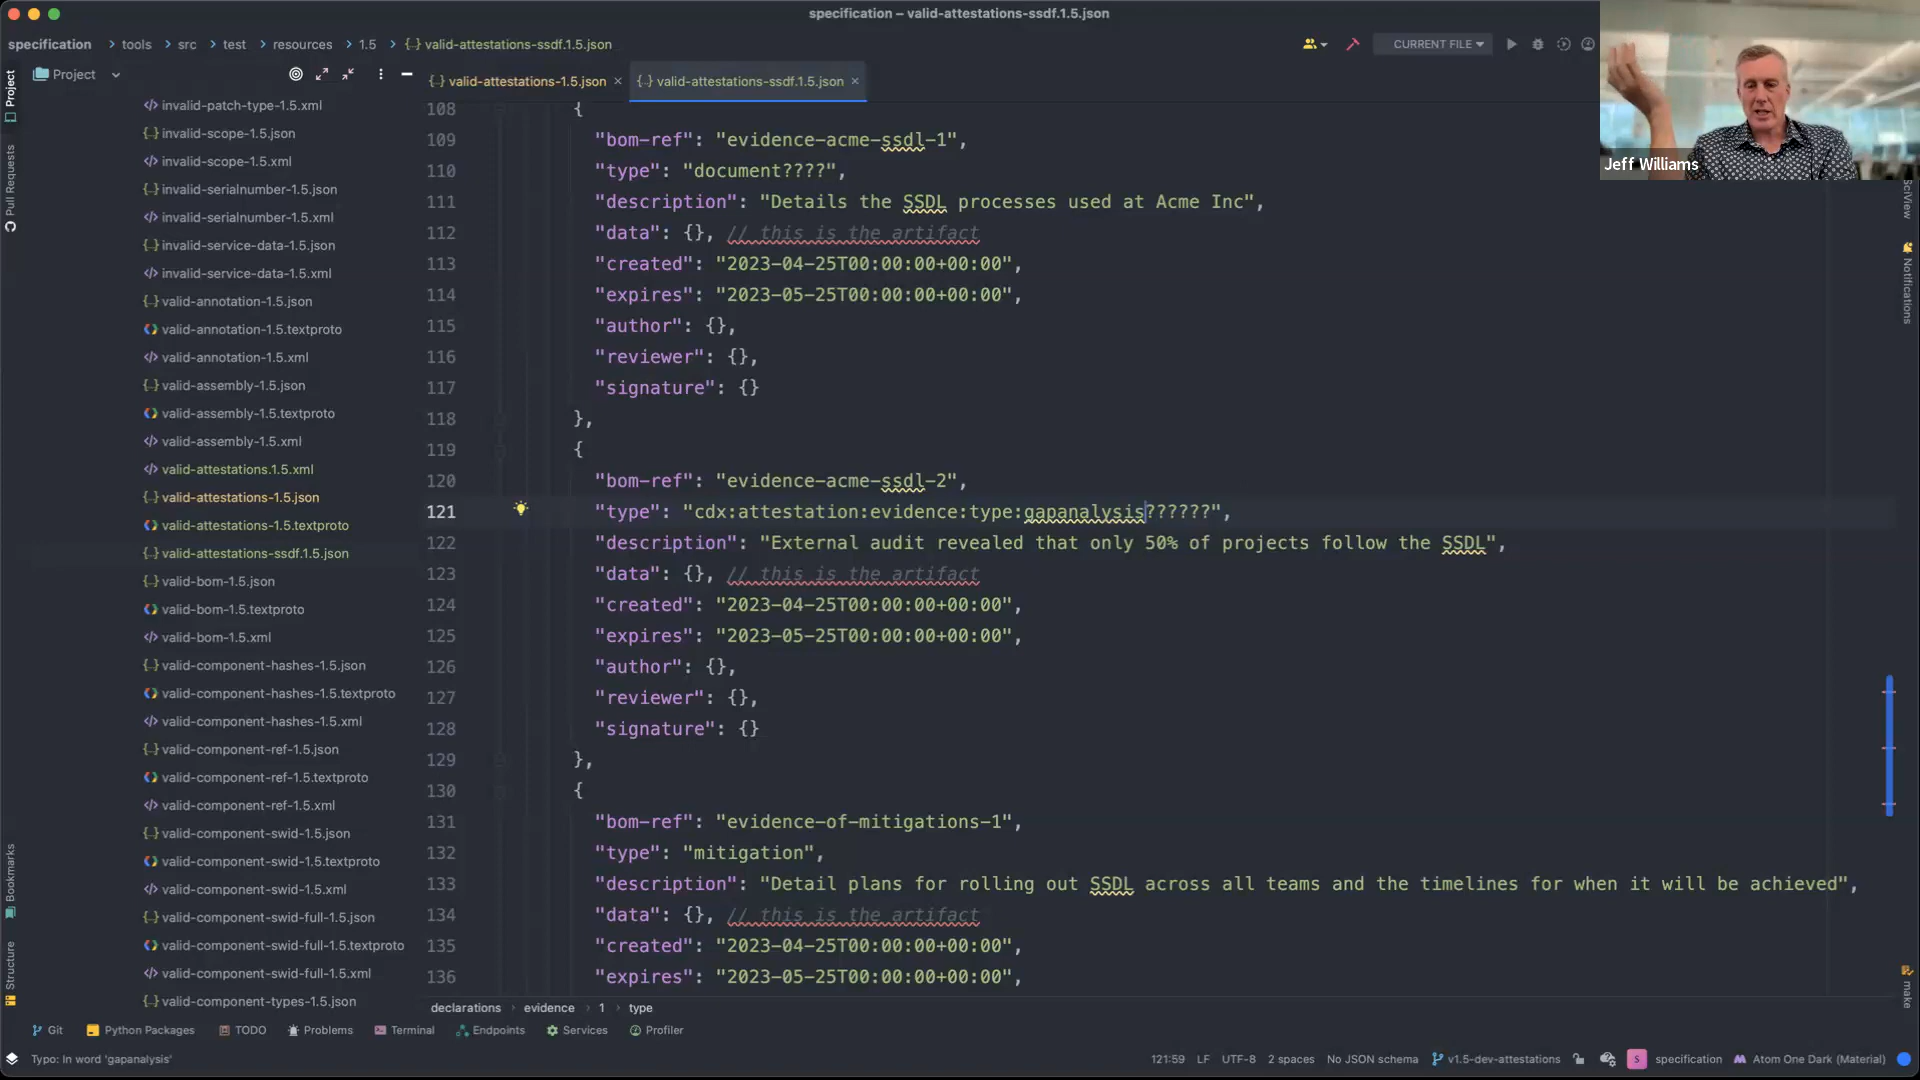 specification – valid-attestations-ssdf.1.5.json
specification > tools > src > test > resources > 1.5 > valid-attestations-ssdf.1.5.json
CURRENT FILE
Jeff Williams
Project
Project
Pull Requests
Bookmarks
Structure
SciView
Notifications
make
valid-attestations-1.5.json
valid-attestations-ssdf.1.5.json
invalid-patch-type-1.5.xml
invalid-scope-1.5.json
invalid-scope-1.5.xml
invalid-serialnumber-1.5.json
invalid-serialnumber-1.5.xml
invalid-service-data-1.5.json
invalid-service-data-1.5.xml
valid-annotation-1.5.json
valid-annotation-1.5.textproto
valid-annotation-1.5.xml
valid-assembly-1.5.json
valid-assembly-1.5.textproto
valid-assembly-1.5.xml
valid-attestations.1.5.xml
valid-attestations-1.5.json
valid-attestations-1.5.textproto
valid-attestations-ssdf.1.5.json
valid-bom-1.5.json
valid-bom-1.5.textproto
valid-bom-1.5.xml
valid-component-hashes-1.5.json
valid-component-hashes-1.5.textproto
valid-component-hashes-1.5.xml
valid-component-ref-1.5.json
valid-component-ref-1.5.textproto
valid-component-ref-1.5.xml
valid-component-swid-1.5.json
valid-component-swid-1.5.textproto
valid-component-swid-1.5.xml
valid-component-swid-full-1.5.json
valid-component-swid-full-1.5.textproto
valid-component-swid-full-1.5.xml
valid-component-types-1.5.json
108 {
109 "bom-ref": "evidence-acme-ssdl-1",
110 "type": "document????",
111 "description": "Details the SSDL processes used at Acme Inc",
112 "data": {}, // this is the artifact
113 "created": "2023-04-25T00:00:00+00:00",
114 "expires": "2023-05-25T00:00:00+00:00",
115 "author": {},
116 "reviewer": {},
117 "signature": {}
118 },
119 {
120 "bom-ref": "evidence-acme-ssdl-2",
121 "type": "cdx:attestation:evidence:type:gapanalysis??????",
122 "description": "External audit revealed that only 50% of projects follow the SSDL",
123 "data": {}, // this is the artifact
124 "created": "2023-04-25T00:00:00+00:00",
125 "expires": "2023-05-25T00:00:00+00:00",
126 "author": {},
127 "reviewer": {},
128 "signature": {}
129 },
130 {
131 "bom-ref": "evidence-of-mitigations-1",
132 "type": "mitigation",
133 "description": "Detail plans for rolling out SSDL across all teams and the timelines for when it will be achieved",
134 "data": {}, // this is the artifact
135 "created": "2023-04-25T00:00:00+00:00",
136 "expires": "2023-05-25T00:00:00+00:00",
declarations > evidence > 1 > type
Git Python Packages TODO Problems Terminal Endpoints Services Profiler
Typo: In word 'gapanalysis'
121:59 LF UTF-8 2 spaces No JSON schema v1.5-dev-attestations S specification Atom One Dark (Material)